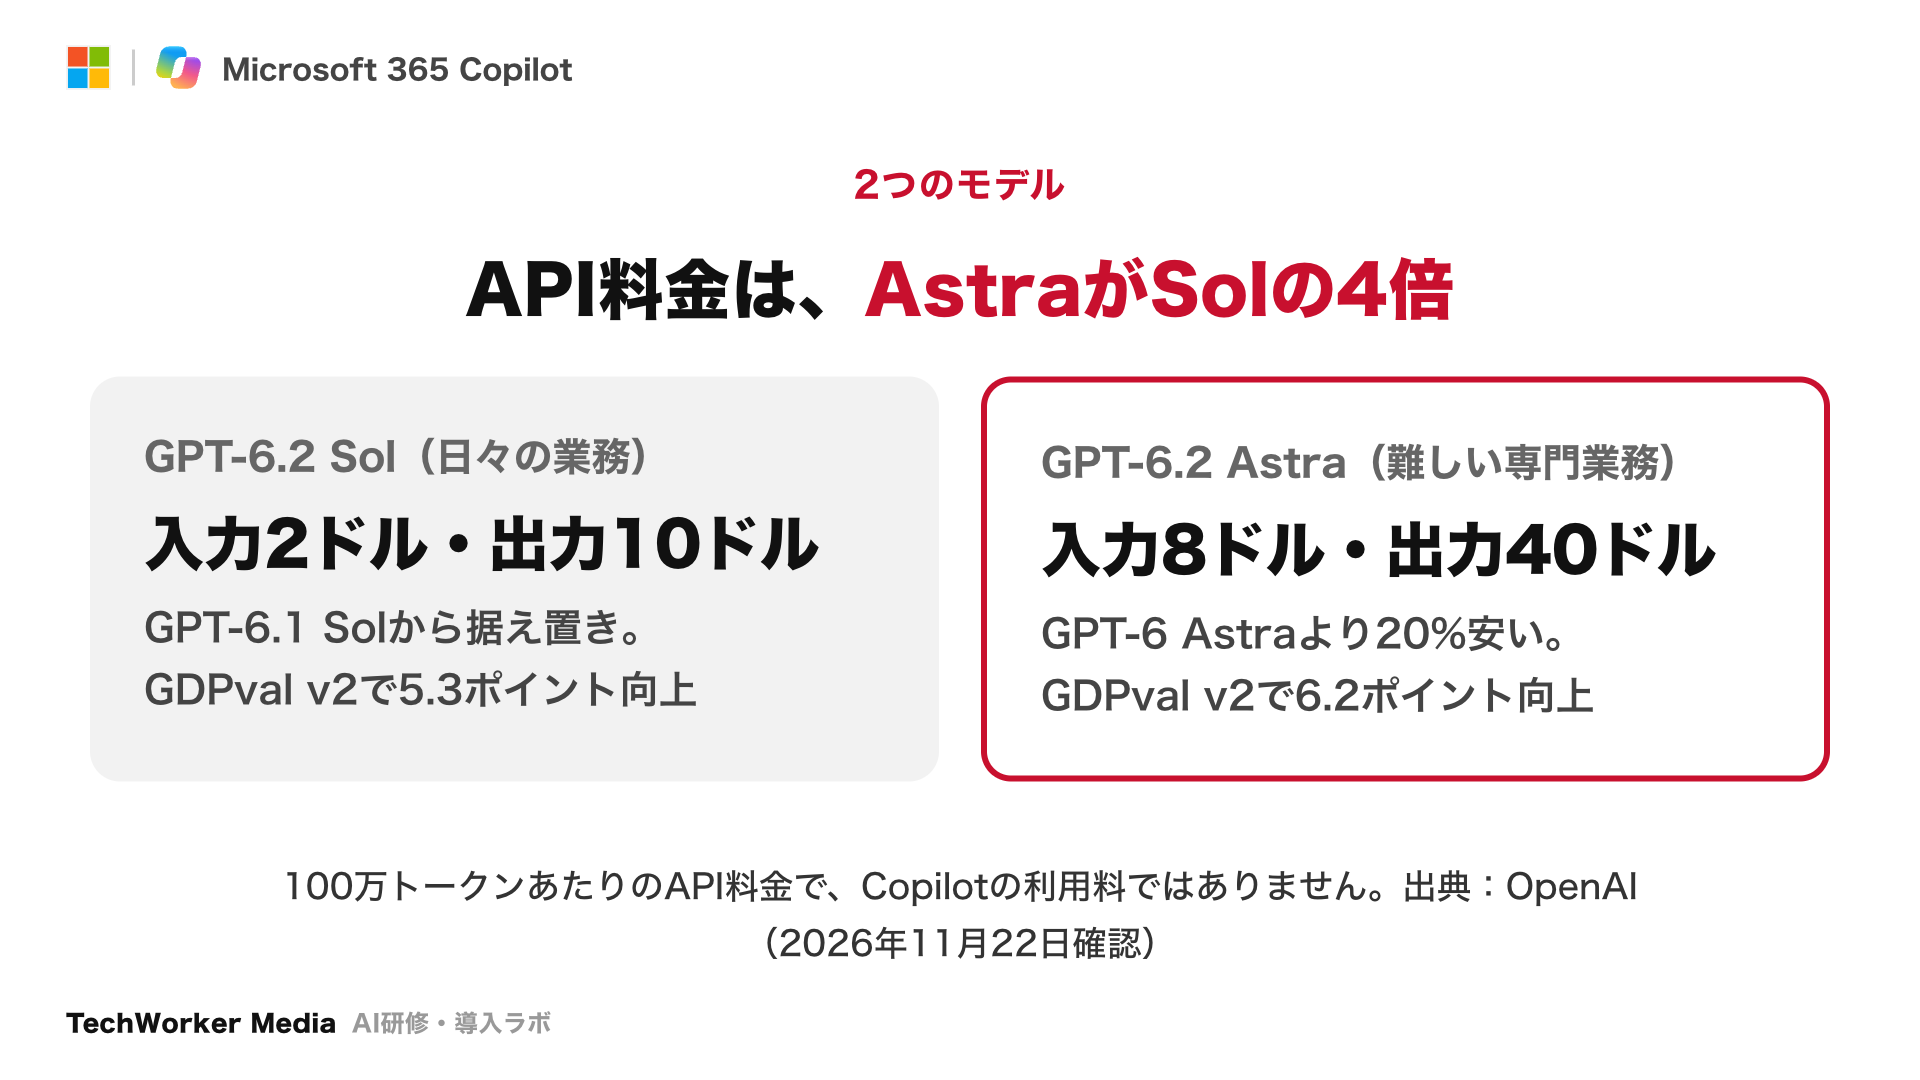 Microsoft 365 Copilot
2つのモデル
API料金は、AstraがSolの4倍
GPT-6.2 Sol（日々の業務）
入力2ドル・出力10ドル
GPT-6.1 Solから据え置き。
GDPval v2で5.3ポイント向上
GPT-6.2 Astra（難しい専門業務）
入力8ドル・出力40ドル
GPT-6 Astraより20%安い。
GDPval v2で6.2ポイント向上
100万トークンあたりのAPI料金で、Copilotの利用料ではありません。出典：OpenAI
（2026年11月22日確認）
TechWorker Media AI研修・導入ラボ